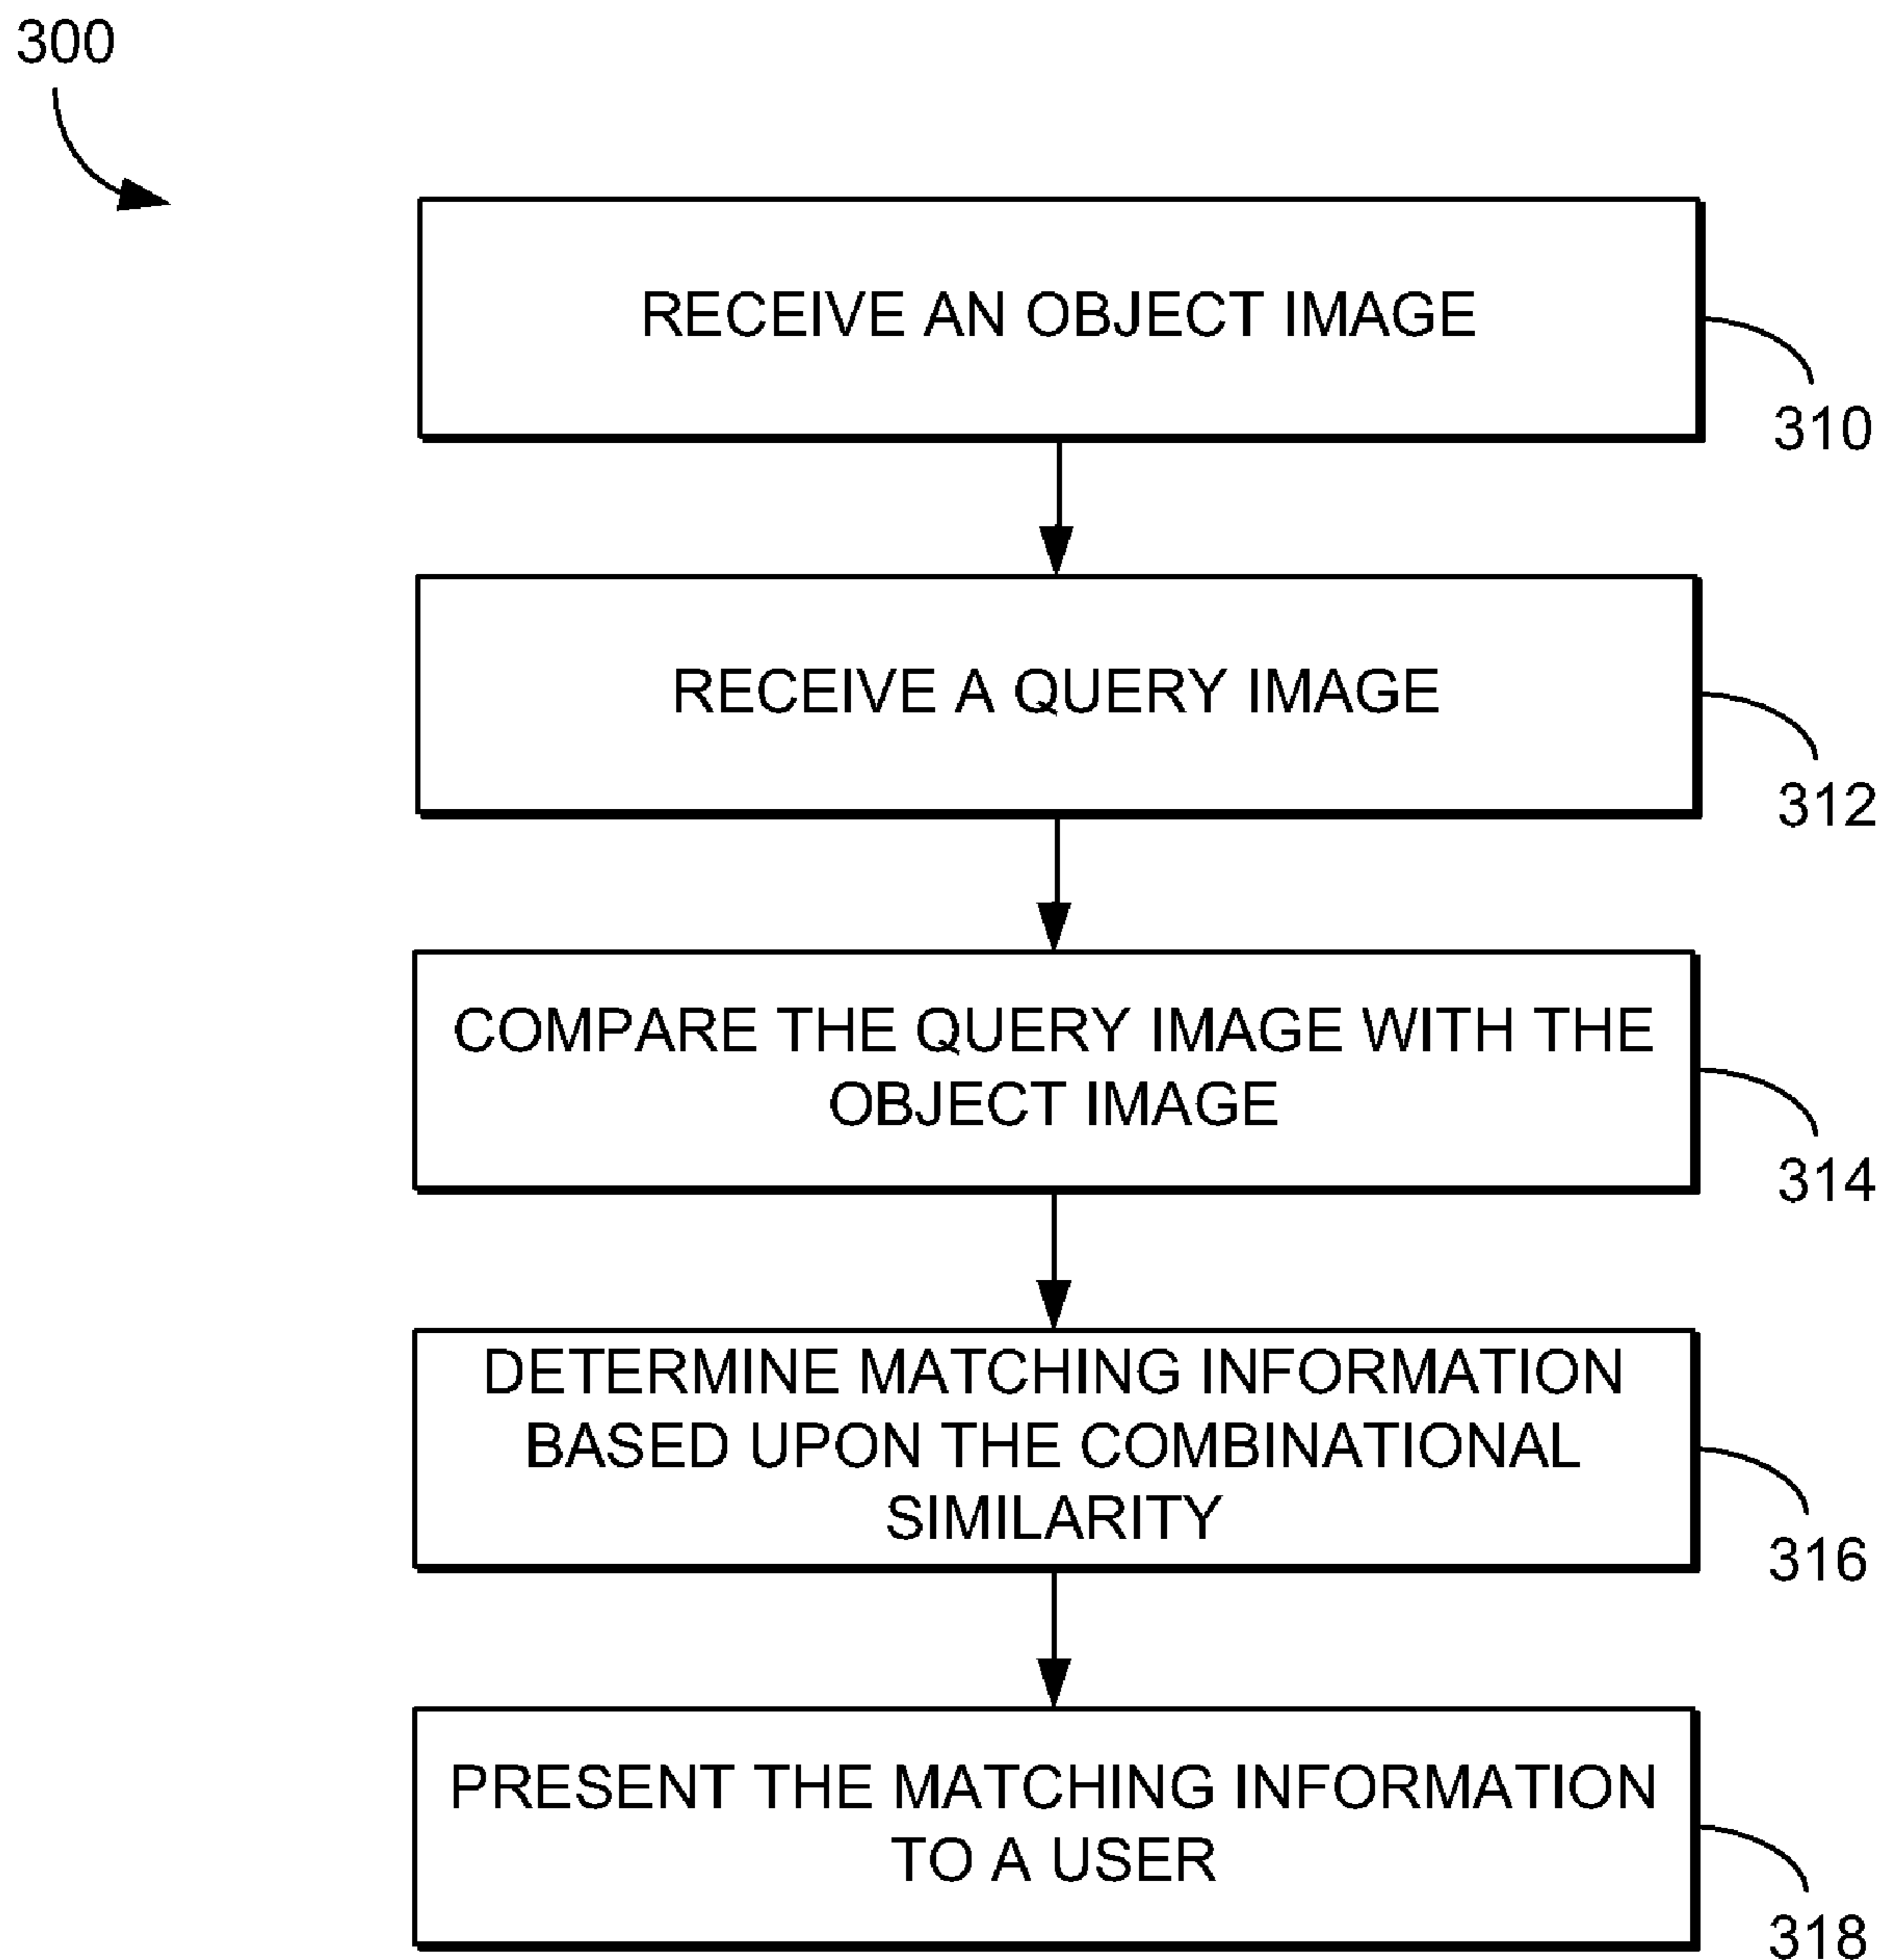 300
RECEIVE AN OBJECT IMAGE
310
RECEIVE A QUERY IMAGE
312
COMPARE THE QUERY IMAGE WITH THE
OBJECT IMAGE
314
DETERMINE MATCHING INFORMATION
BASED UPON THE COMBINATIONAL
SIMILARITY
316
PRESENT THE MATCHING INFORMATION
TO A USER
318